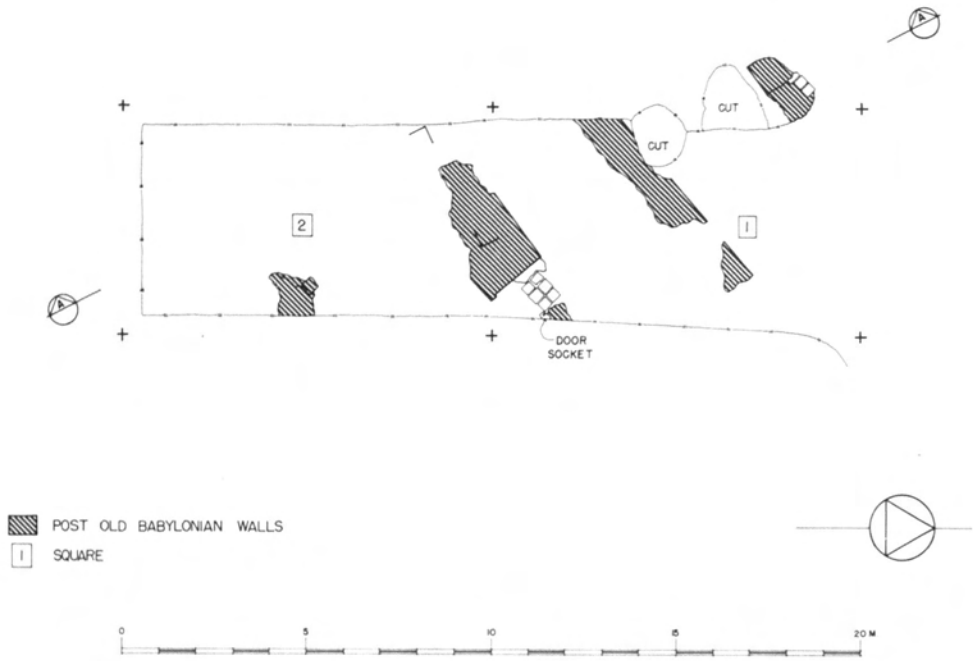 A
CUT
CUT
2
1
A
DOOR
SOCKET
POST OLD BABYLONIAN WALLS
1 SQUARE
0 5 10 15 20 M